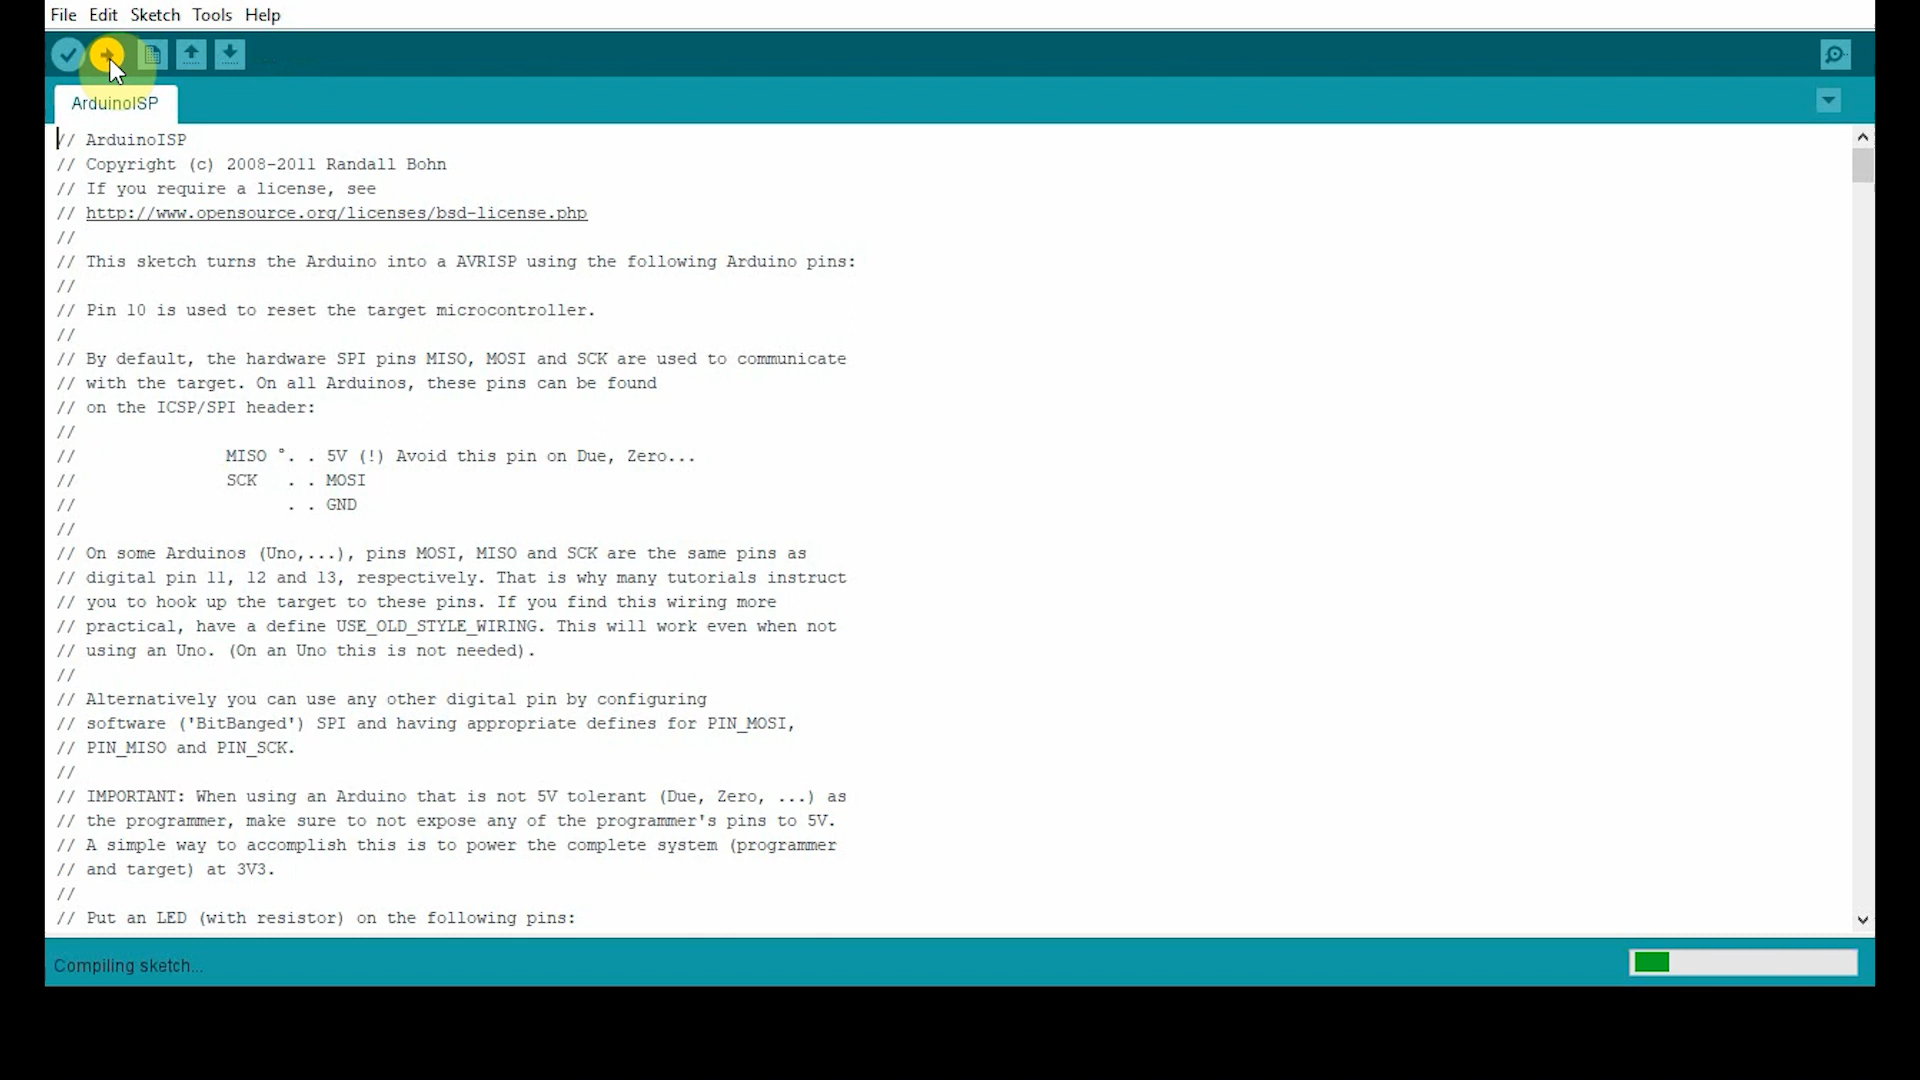 File Edit Sketch Tools Help
ArduinoISP
// ArduinoISP
// Copyright (c) 2008-2011 Randall Bohn
// If you require a license, see
// http://www.opensource.org/licenses/bsd-license.php
//
// This sketch turns the Arduino into a AVRISP using the following Arduino pins:
//
// Pin 10 is used to reset the target microcontroller.
//
// By default, the hardware SPI pins MISO, MOSI and SCK are used to communicate
// with the target. On all Arduinos, these pins can be found
// on the ICSP/SPI header:
//
// MISO °. . 5V (!) Avoid this pin on Due, Zero...
// SCK . . MOSI
// . . GND
//
// On some Arduinos (Uno,...), pins MOSI, MISO and SCK are the same pins as
// digital pin 11, 12 and 13, respectively. That is why many tutorials instruct
// you to hook up the target to these pins. If you find this wiring more
// practical, have a define USE_OLD_STYLE_WIRING. This will work even when not
// using an Uno. (On an Uno this is not needed).
//
// Alternatively you can use any other digital pin by configuring
// software ('BitBanged') SPI and having appropriate defines for PIN_MOSI,
// PIN_MISO and PIN_SCK.
//
// IMPORTANT: When using an Arduino that is not 5V tolerant (Due, Zero, ...) as
// the programmer, make sure to not expose any of the programmer's pins to 5V.
// A simple way to accomplish this is to power the complete system (programmer
// and target) at 3V3.
//
// Put an LED (with resistor) on the following pins:
Compiling sketch...